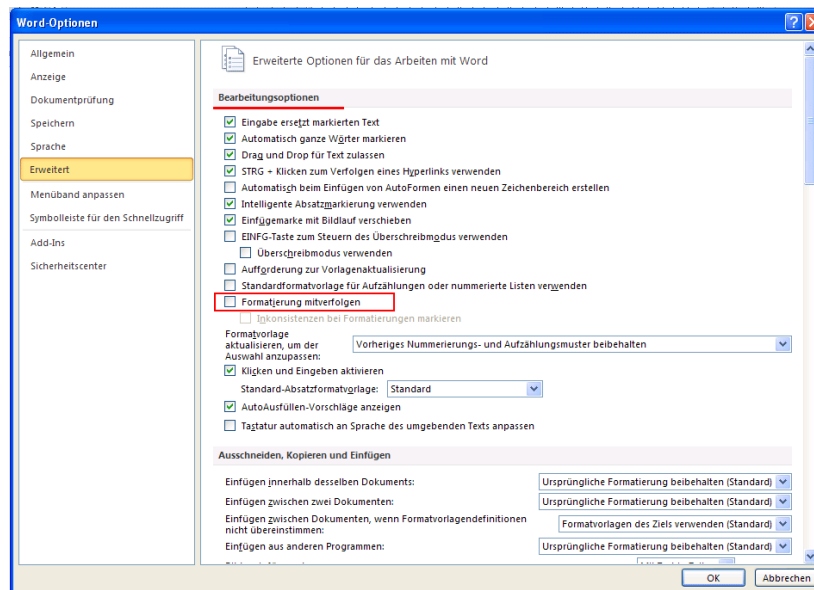 Word-Optionen
Allgemein
Anzeige
Dokumentprüfung
Speichern
Sprache
Erweitert
Menüband anpassen
Symbolleiste für den Schnellzugriff
Add-Ins
Sicherheitscenter
Erweiterte Optionen für das Arbeiten mit Word
Bearbeitungsoptionen
Eingabe ersetzt markierten Text
Automatisch ganze Wörter markieren
Drag und Drop für Text zulassen
STRG + Klicken zum Verfolgen eines Hyperlinks verwenden
Automatisch beim Einfügen von AutoFormen einen neuen Zeichenbereich erstellen
Intelligente Absatzmarkierung verwenden
Einfügemarke mit Bildlauf verschieben
EINFG-Taste zum Steuern des Überschreibmodus verwenden
Überschreibmodus verwenden
Aufforderung zur Vorlagenaktualisierung
Standardformatvorlage für Aufzählungen oder nummerierte Listen verwenden
Formatierung mitverfolgen
Inkonsistenzen bei Formatierungen markieren
Formatvorlage
aktualisieren, um der
Auswahl anzupassen:
Vorheriges Nummerierungs- und Aufzählungsmuster beibehalten
Klicken und Eingeben aktivieren
Standard-Absatzformatvorlage: Standard
AutoAusfüllen-Vorschläge anzeigen
Tastatur automatisch an Sprache des umgebenden Texts anpassen
Ausschneiden, Kopieren und Einfügen
Einfügen innerhalb desselben Dokuments: Ursprüngliche Formatierung beibehalten (Standard)
Einfügen zwischen zwei Dokumenten: Ursprüngliche Formatierung beibehalten (Standard)
Einfügen zwischen Dokumenten, wenn Formatvorlagendefinitionen
nicht übereinstimmen: Formatvorlagen des Ziels verwenden (Standard)
Einfügen aus anderen Programmen: Ursprüngliche Formatierung beibehalten (Standard)
OK Abbrechen